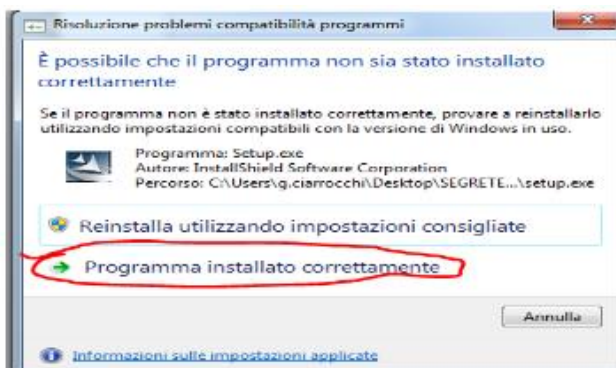 Risoluzione problemi compatibilità programmi
È possibile che il programma non sia stato installato
correttamente
Se il programma non è stato installato correttamente, provare a reinstallarlo
utilizzando impostazioni compatibili con la versione di Windows in uso.
Programma: Setup.exe
Autore: InstallShield Software Corporation
Percorso: C:\Users\g.ciarrocchi\Desktop\SEGRETE...\setup.exe
Reinstalla utilizzando impostazioni consigliate
Programma installato correttamente
Annulla
Informazioni sulle impostazioni applicate